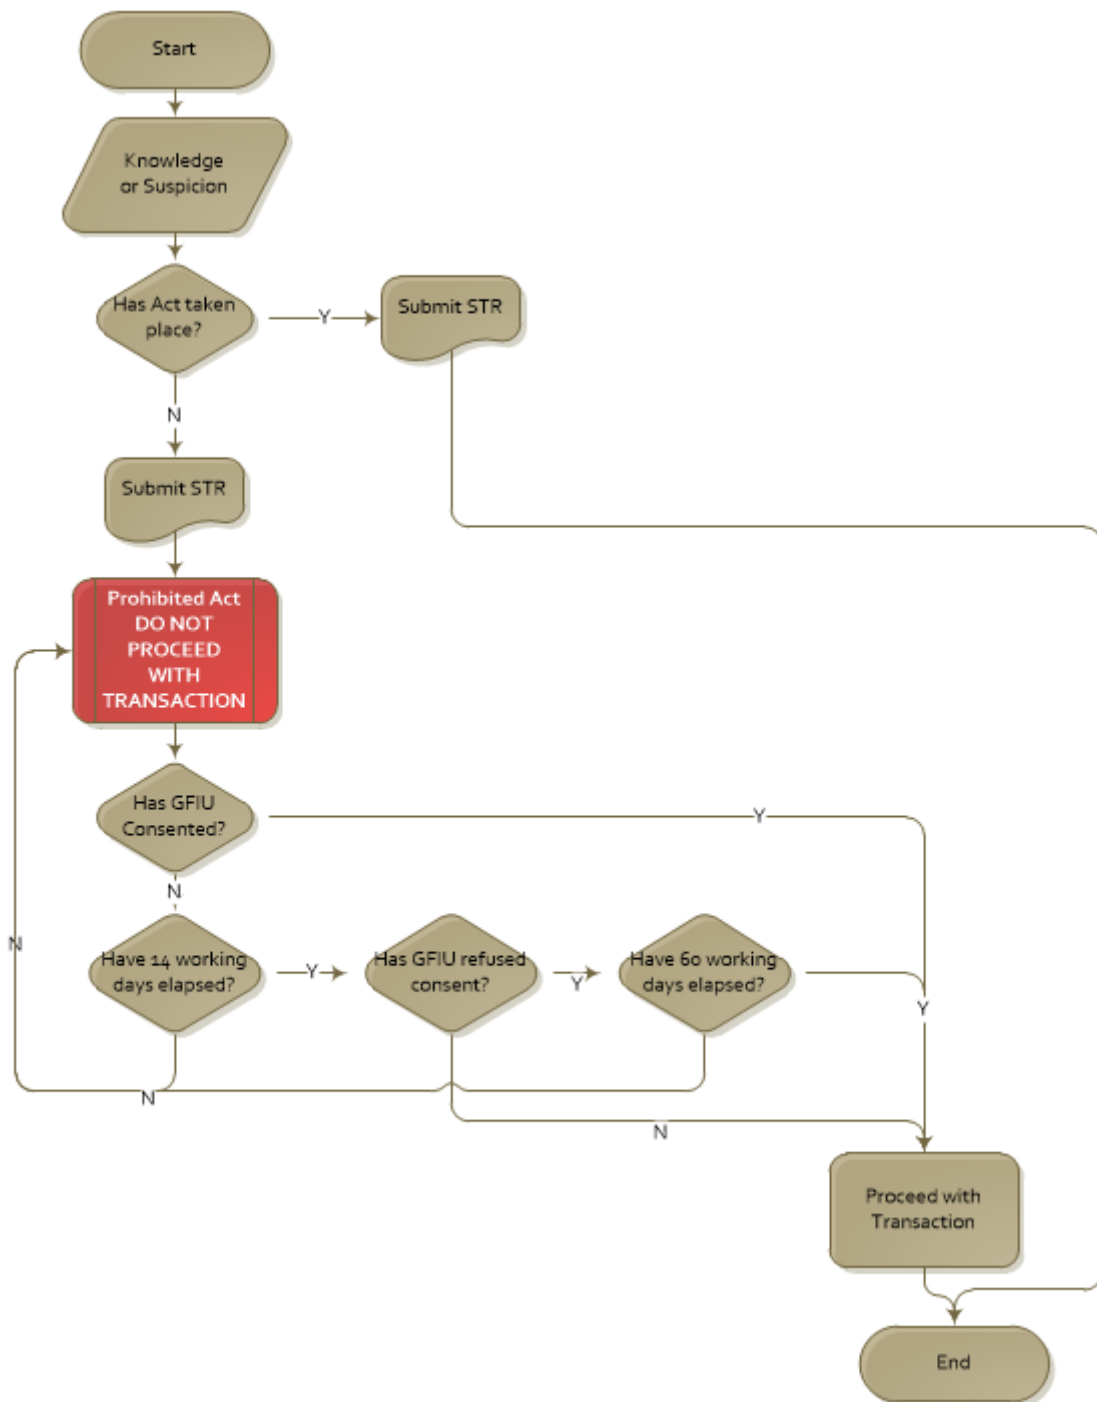 Start
Knowledge
or Suspicion
Has Act taken
place?
Y
Submit STR
N
Submit STR
Prohibited Act
DO NOT
PROCEED
WITH
TRANSACTION
Has GFIU
Consented?
Y
N
N
Have 14 working
days elapsed?
Y
Has GFIU refused
consent?
Y
Have 60 working
days elapsed?
Y
N
N
Proceed with
Transaction
End